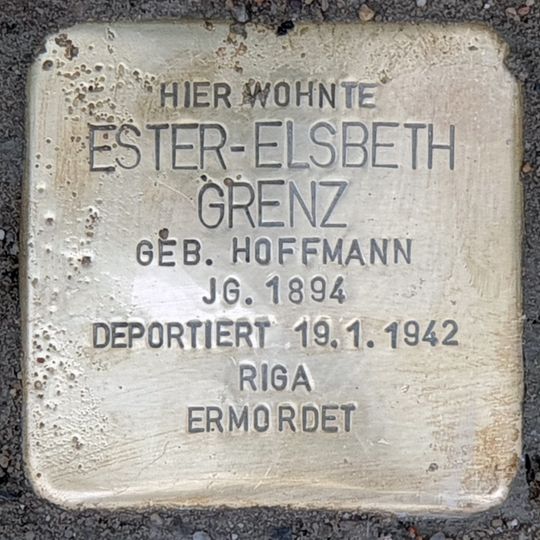 HIER WOHNTE
ESTER-ELSBETH
GRENZ
GEB. HOFFMANN
JG. 1894
DEPORTIERT 19.1.1942
RIGA
ERMORDET